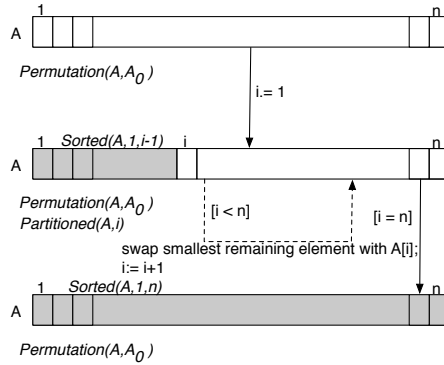 1 n
A
Permutation(A,A0 )
i.= 1
1 Sorted(A,1,i-1) i n
A
Permutation(A,A0 )
Partitioned(A,i)
[i < n] [i = n]
swap smallest remaining element with A[i];
i:= i+1
1 Sorted(A,1,n) n
A
Permutation(A,A0 )